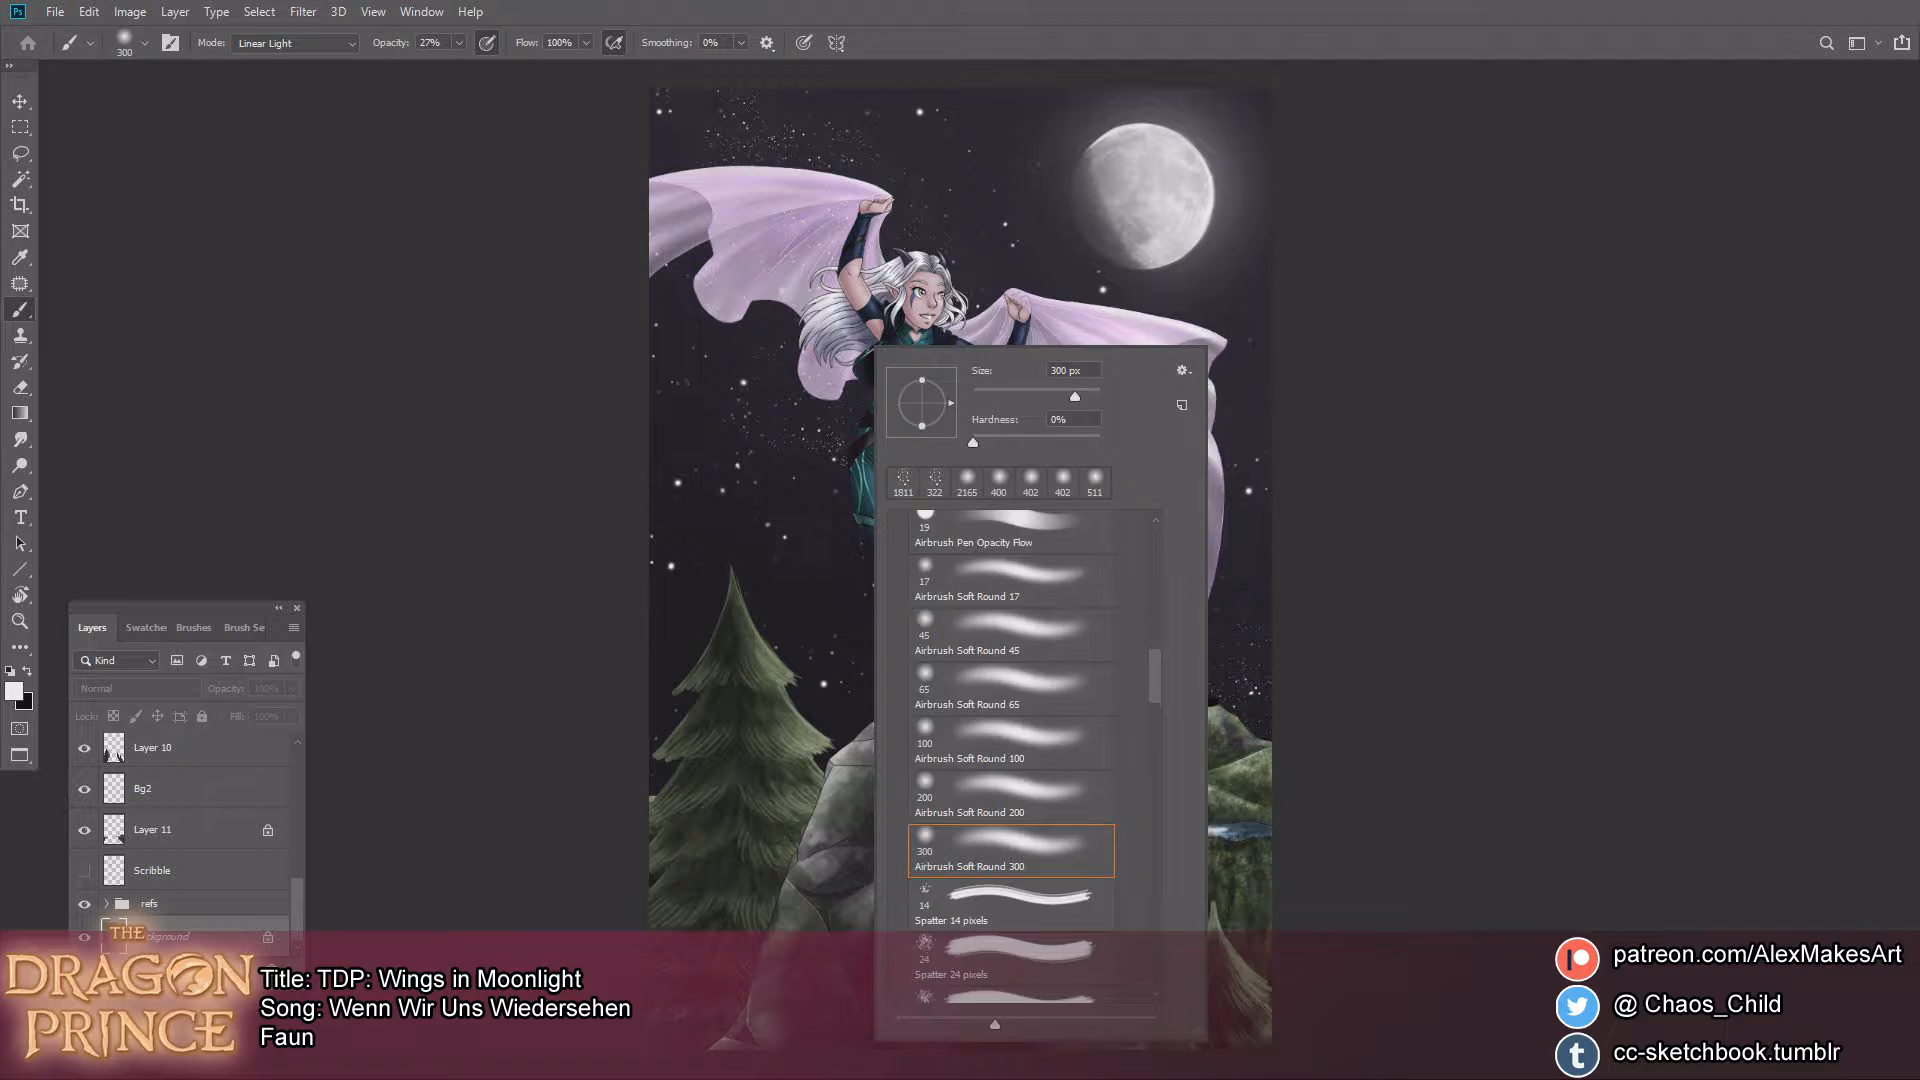 Ps File Edit Image Layer Type Select Filter 3D View Window Help
300 Mode: Linear Light Opacity: 27% Flow: 100% Smoothing: 0%
Size: 300 px
Hardness: 0%
1811 322 2165 400 402 402 511
19
Airbrush Pen Opacity Flow
17
Airbrush Soft Round 17
45
Airbrush Soft Round 45
65
Airbrush Soft Round 65
100
Airbrush Soft Round 100
200
Airbrush Soft Round 200
300
Airbrush Soft Round 300
14
Spatter 14 pixels
24
Spatter 24 pixels
Layers Swatches Brushes Brush Se
Kind
Normal Opacity: 100%
Lock: Fill: 100%
Layer 10
Bg2
Layer 11
Scribble
refs
ckground
THE
DRAGON
PRINCE
Title: TDP: Wings in Moonlight
Song: Wenn Wir Uns Wiedersehen
Faun
patreon.com/AlexMakesArt
@ Chaos_Child
cc-sketchbook.tumblr